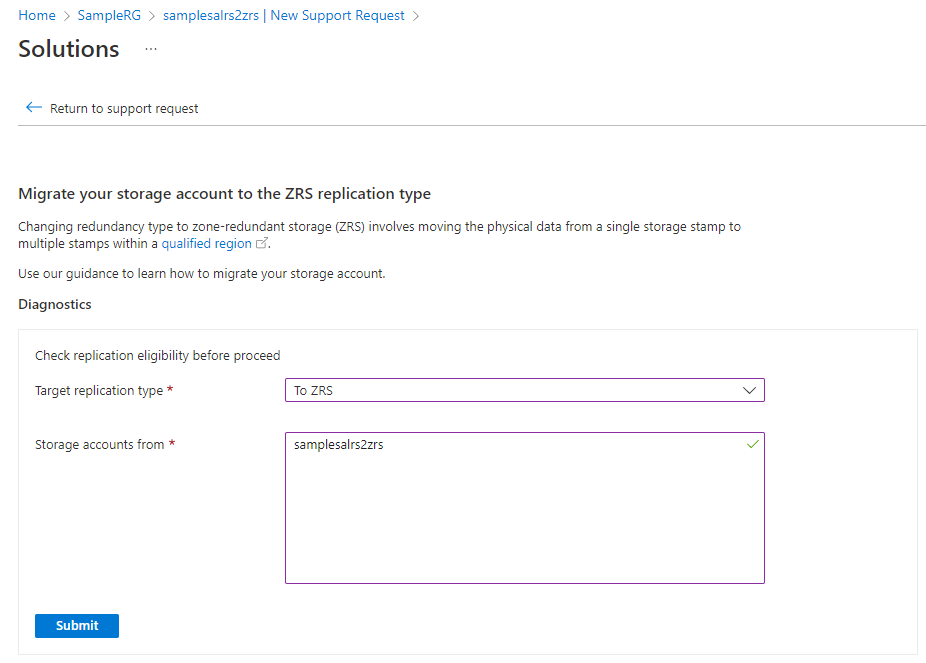 Home > SampleRG > samplesalrs2zrs | New Support Request >
Solutions ...
← Return to support request
Migrate your storage account to the ZRS replication type
Changing redundancy type to zone-redundant storage (ZRS) involves moving the physical data from a single storage stamp to
multiple stamps within a qualified region.
Use our guidance to learn how to migrate your storage account.
Diagnostics
Check replication eligibility before proceed
Target replication type *
To ZRS
Storage accounts from *
samplesalrs2zrs
Submit